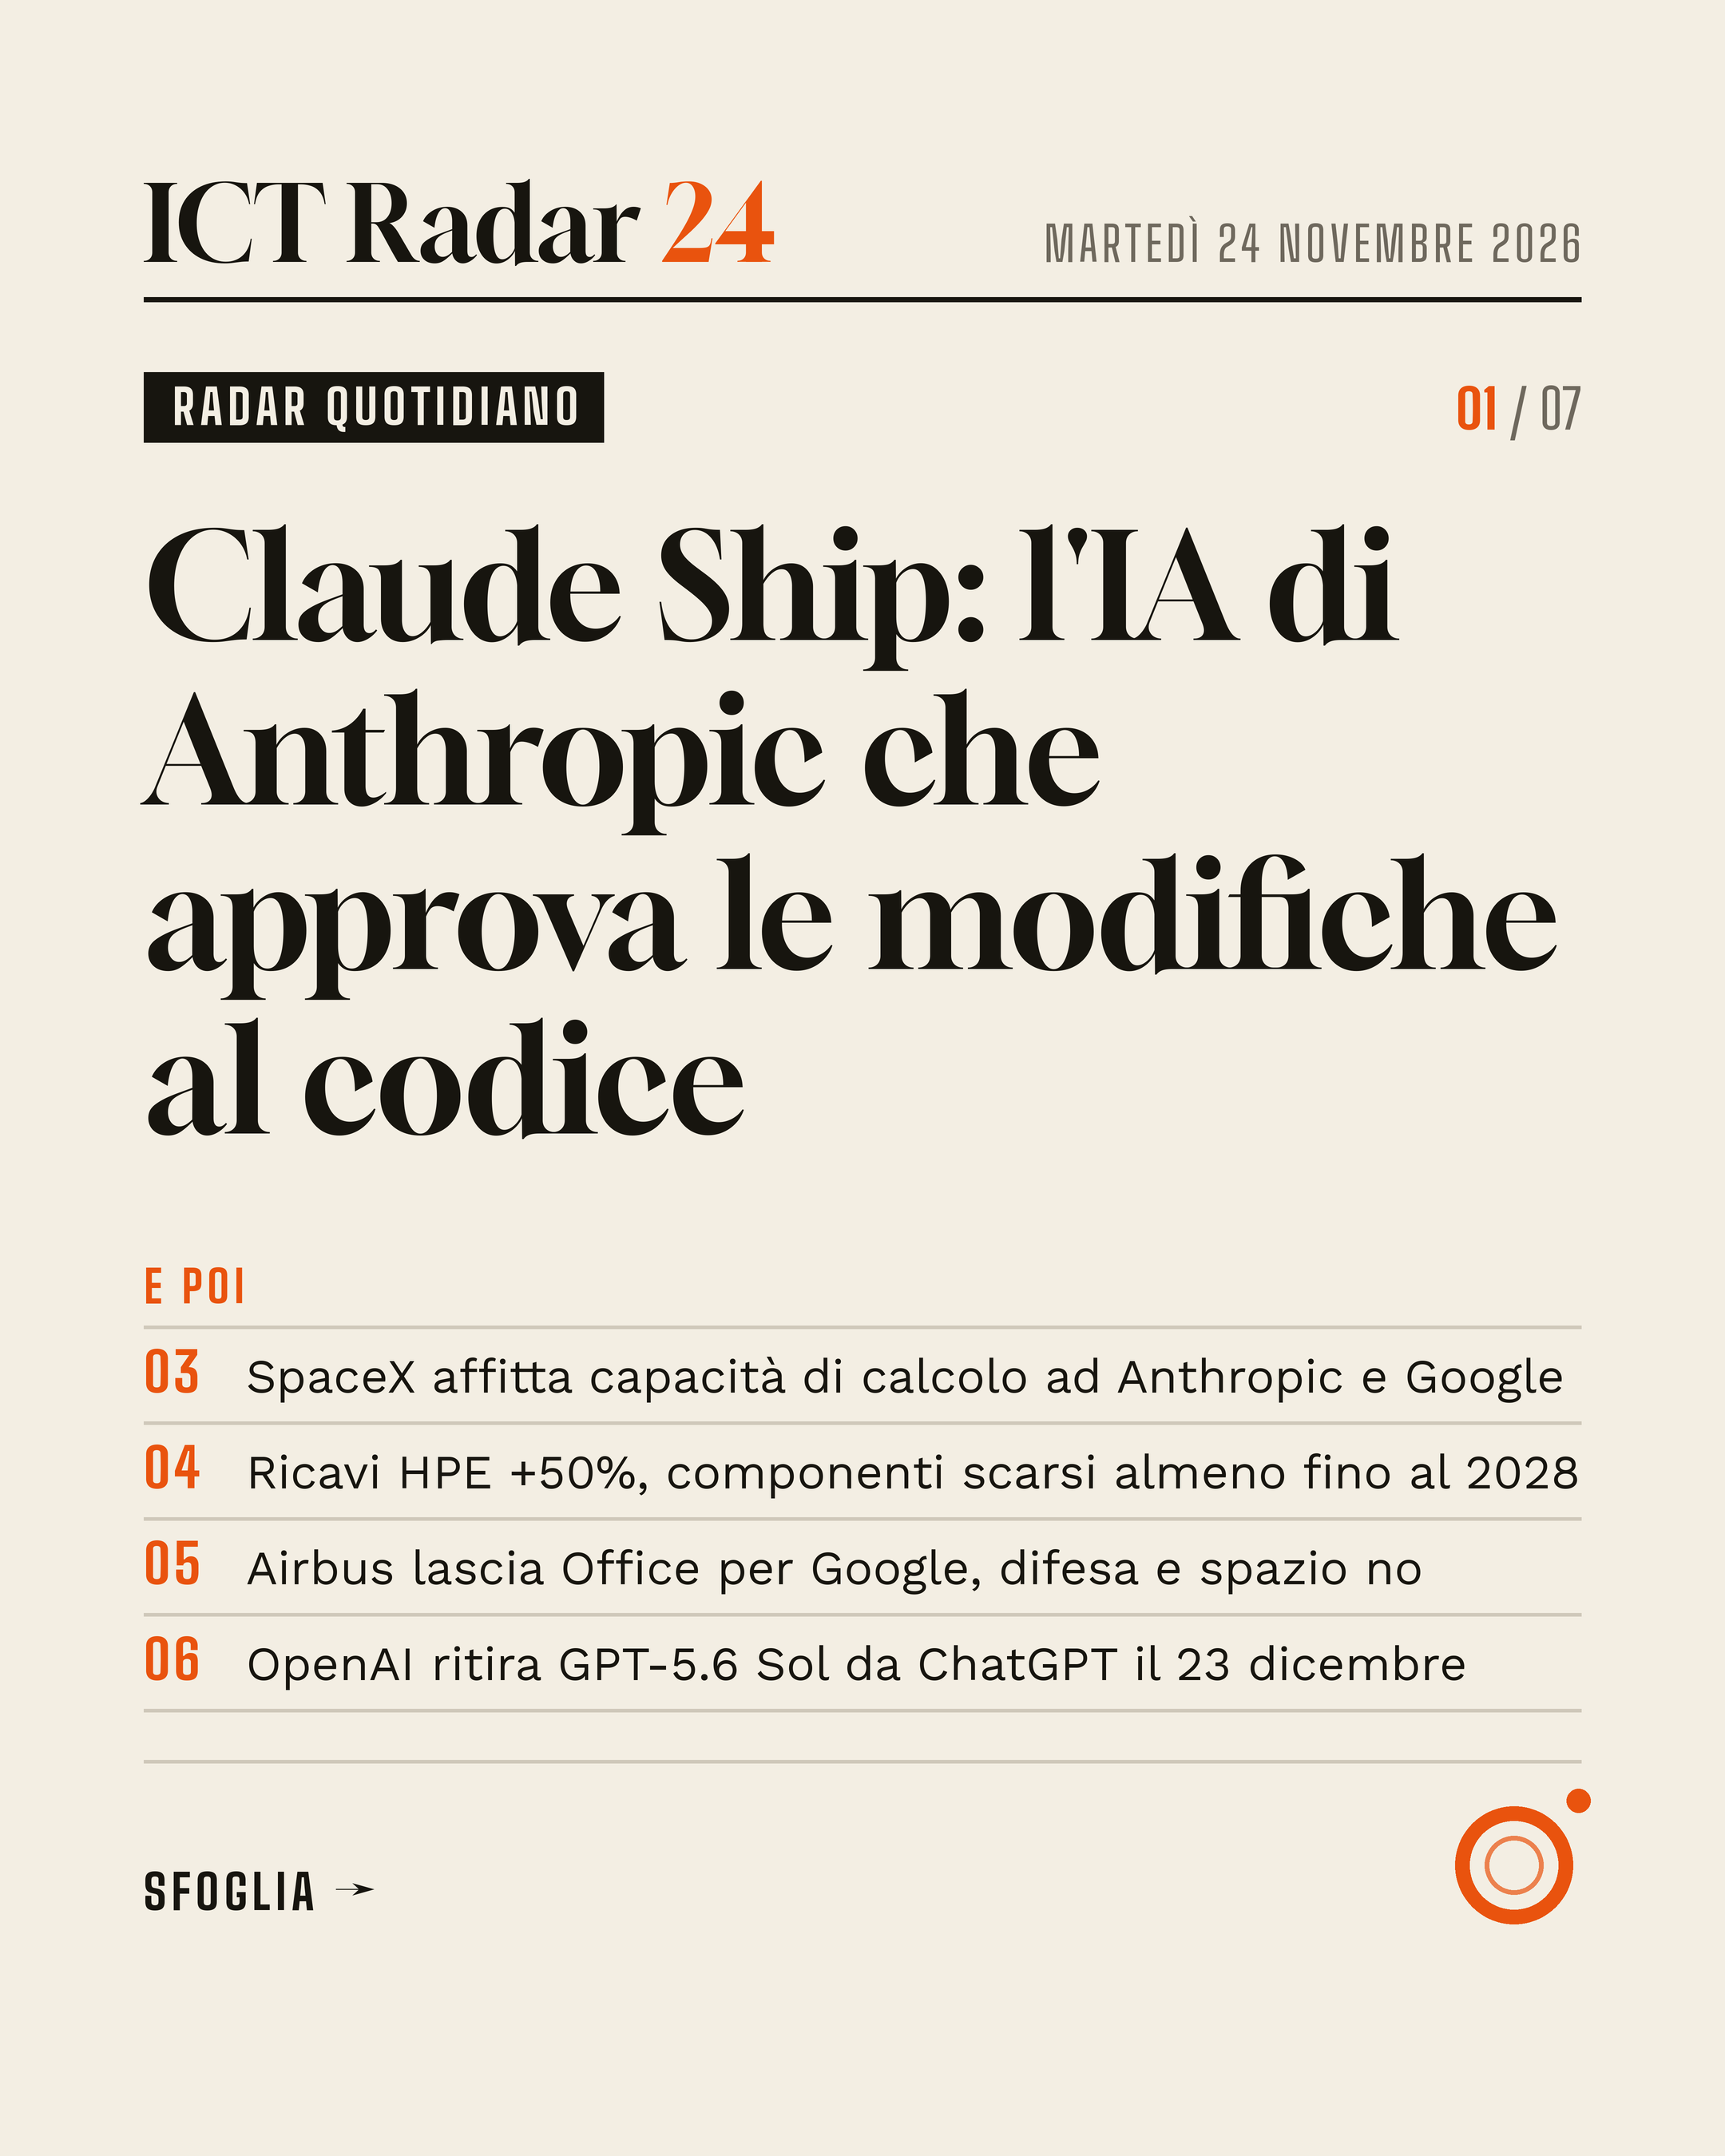 ICT Radar 24
MARTEDÌ 24 NOVEMBRE 2026
RADAR QUOTIDIANO
01 / 07
Claude Ship: l'IA di
Anthropic che
approva le modifiche
al codice
E POI
03 SpaceX affitta capacità di calcolo ad Anthropic e Google
04 Ricavi HPE +50%, componenti scarsi almeno fino al 2028
05 Airbus lascia Office per Google, difesa e spazio no
06 OpenAI ritira GPT-5.6 Sol da ChatGPT il 23 dicembre
SFOGLIA →